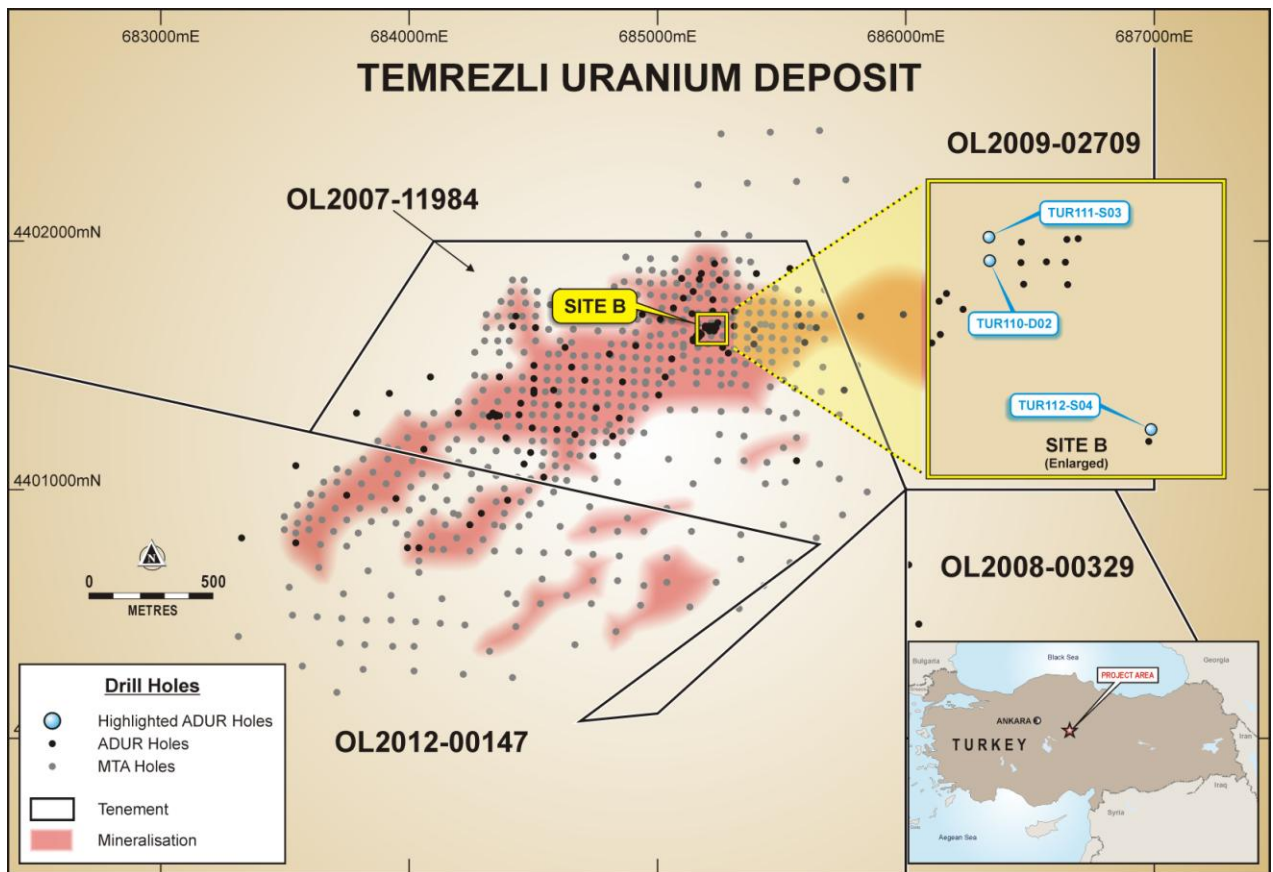 683000mE
684000mE
685000mE
686000mE
687000mE
TEMREZLI URANIUM DEPOSIT
OL2009-02709
OL2007-11984
4402000mN
TUR111-S03
SITE B
TUR110-D02
TUR112-S04
SITE B
(Enlarged)
4401000mN
N
0 500
METRES
OL2008-00329
Drill Holes
Highlighted ADUR Holes
ADUR Holes
MTA Holes
Tenement
Mineralisation
OL2012-00147
Bulgaria
Black Sea
Georgia
PROJECT AREA
ANKARA
TURKEY
Iran
Iraq
Syria
Aegean Sea